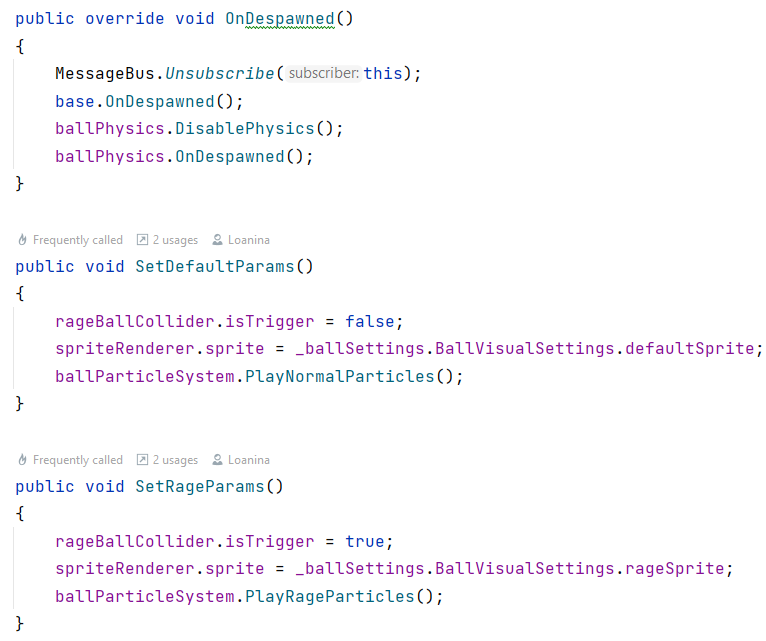 public override void OnDespawned()
{
    MessageBus.Unsubscribe( subscriber: this);
    base.OnDespawned();
    ballPhysics.DisablePhysics();
    ballPhysics.OnDespawned();
}
Frequently called 2 usages Loanina
public void SetDefaultParams()
{
    rageBallCollider.isTrigger = false;
    spriteRenderer.sprite = _ballSettings.BallVisualSettings.defaultSprite;
    ballParticleSystem.PlayNormalParticles();
}
Frequently called 2 usages Loanina
public void SetRageParams()
{
    rageBallCollider.isTrigger = true;
    spriteRenderer.sprite = _ballSettings.BallVisualSettings.rageSprite;
    ballParticleSystem.PlayRageParticles();
}